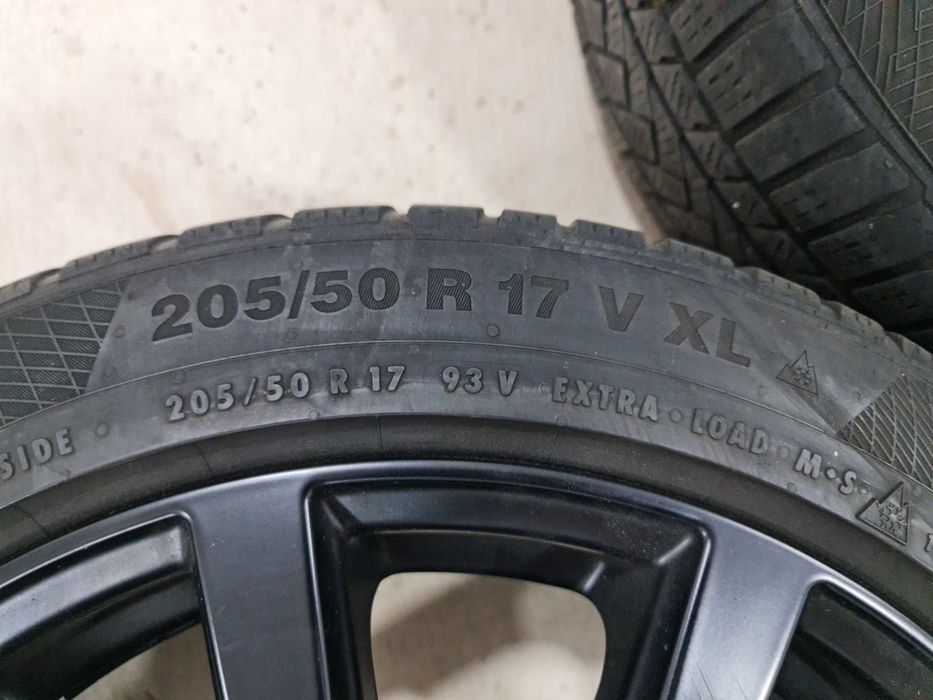 205/50 R 17 V XL
SIDE 205/50 R 17 93 V EXTRA • LOAD • M•S•